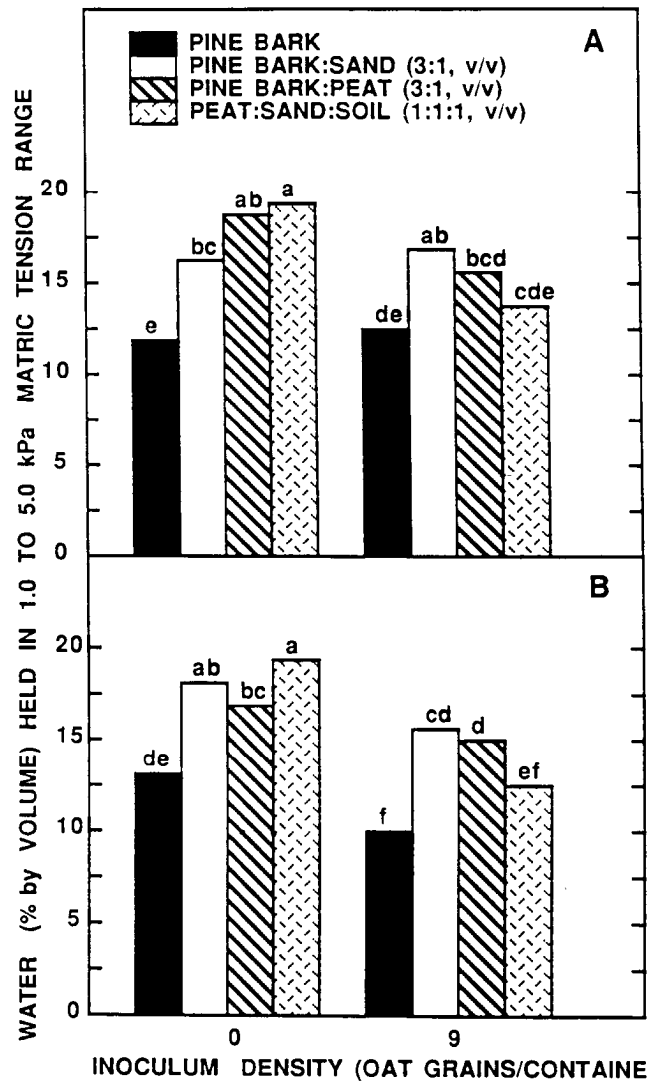 WATER (% by VOLUME) HELD IN 1.0 TO 5.0 kPa MATRIC TENSION RANGE
A
PINE BARK
PINE BARK:SAND (3:1, v/v)
PINE BARK:PEAT (3:1, v/v)
PEAT:SAND:SOIL (1:1:1, v/v)
20
15
10
5
0
e bc ab a de ab bcd cde
B
20
15
10
5
0
de ab bc a f cd d ef
0 9
INOCULUM DENSITY (OAT GRAINS/CONTAINE